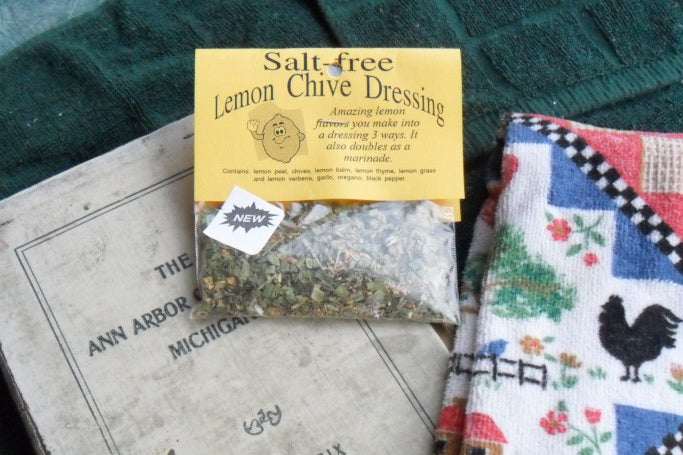 Salt-free
Lemon Chive Dressing
Amazing lemon
flavors you make into
a dressing 3 ways. It
also doubles as a
marinade.
Contains: lemon peel, chives, lemon balm, lemon thyme, lemon grass
and lemon verbena, garlic, oregano, black pepper
NEW
THE
ANN ARBOR
MICHIGAN